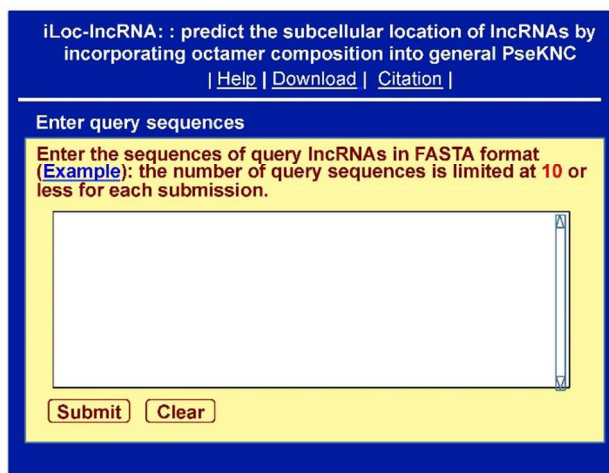 iLoc-lncRNA: : predict the subcellular location of lncRNAs by
incorporating octamer composition into general PseKNC
| Help | Download | Citation |
Enter query sequences
Enter the sequences of query lncRNAs in FASTA format
(Example): the number of query sequences is limited at 10 or
less for each submission.
Submit Clear